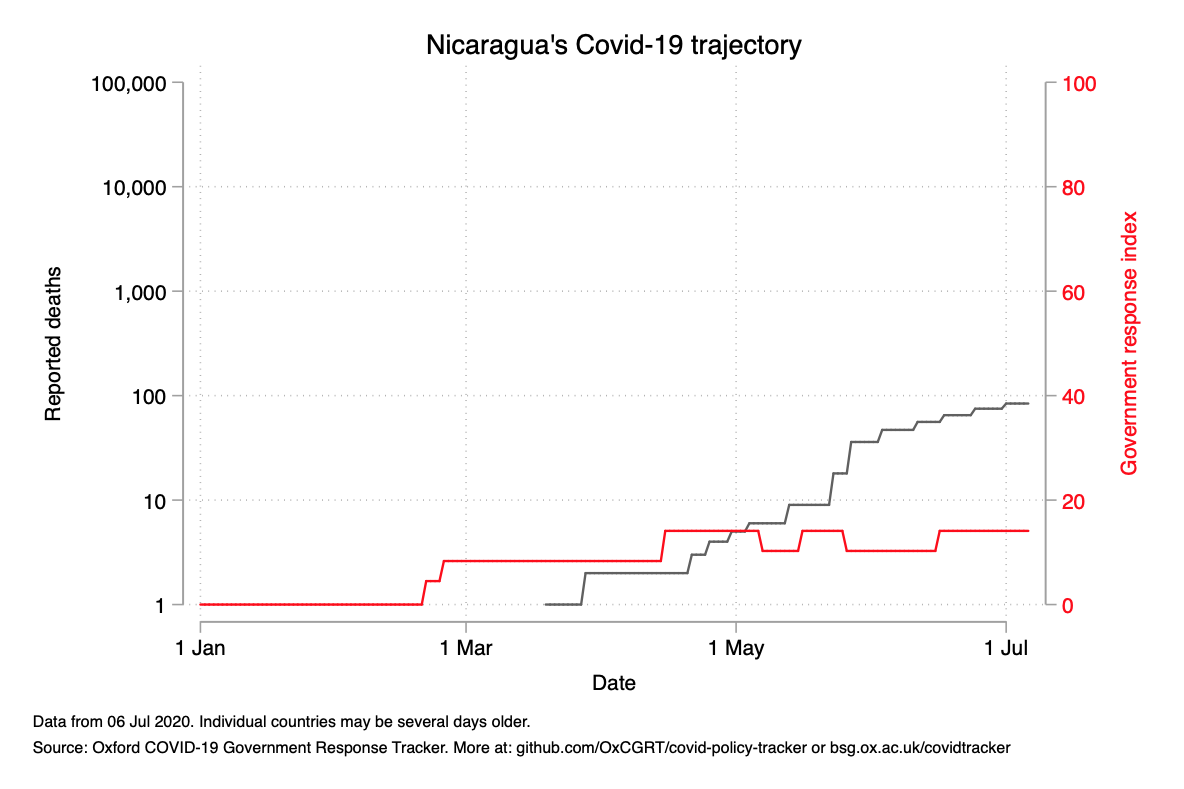 Nicaragua's Covid-19 trajectory
100,000
10,000
1,000
100
10
1
Reported deaths
100
80
60
40
20
0
Government response index
1 Jan
1 Mar
1 May
1 Jul
Date
Data from 06 Jul 2020. Individual countries may be several days older.
Source: Oxford COVID-19 Government Response Tracker. More at: github.com/OxCGRT/covid-policy-tracker or bsg.ox.ac.uk/covidtracker